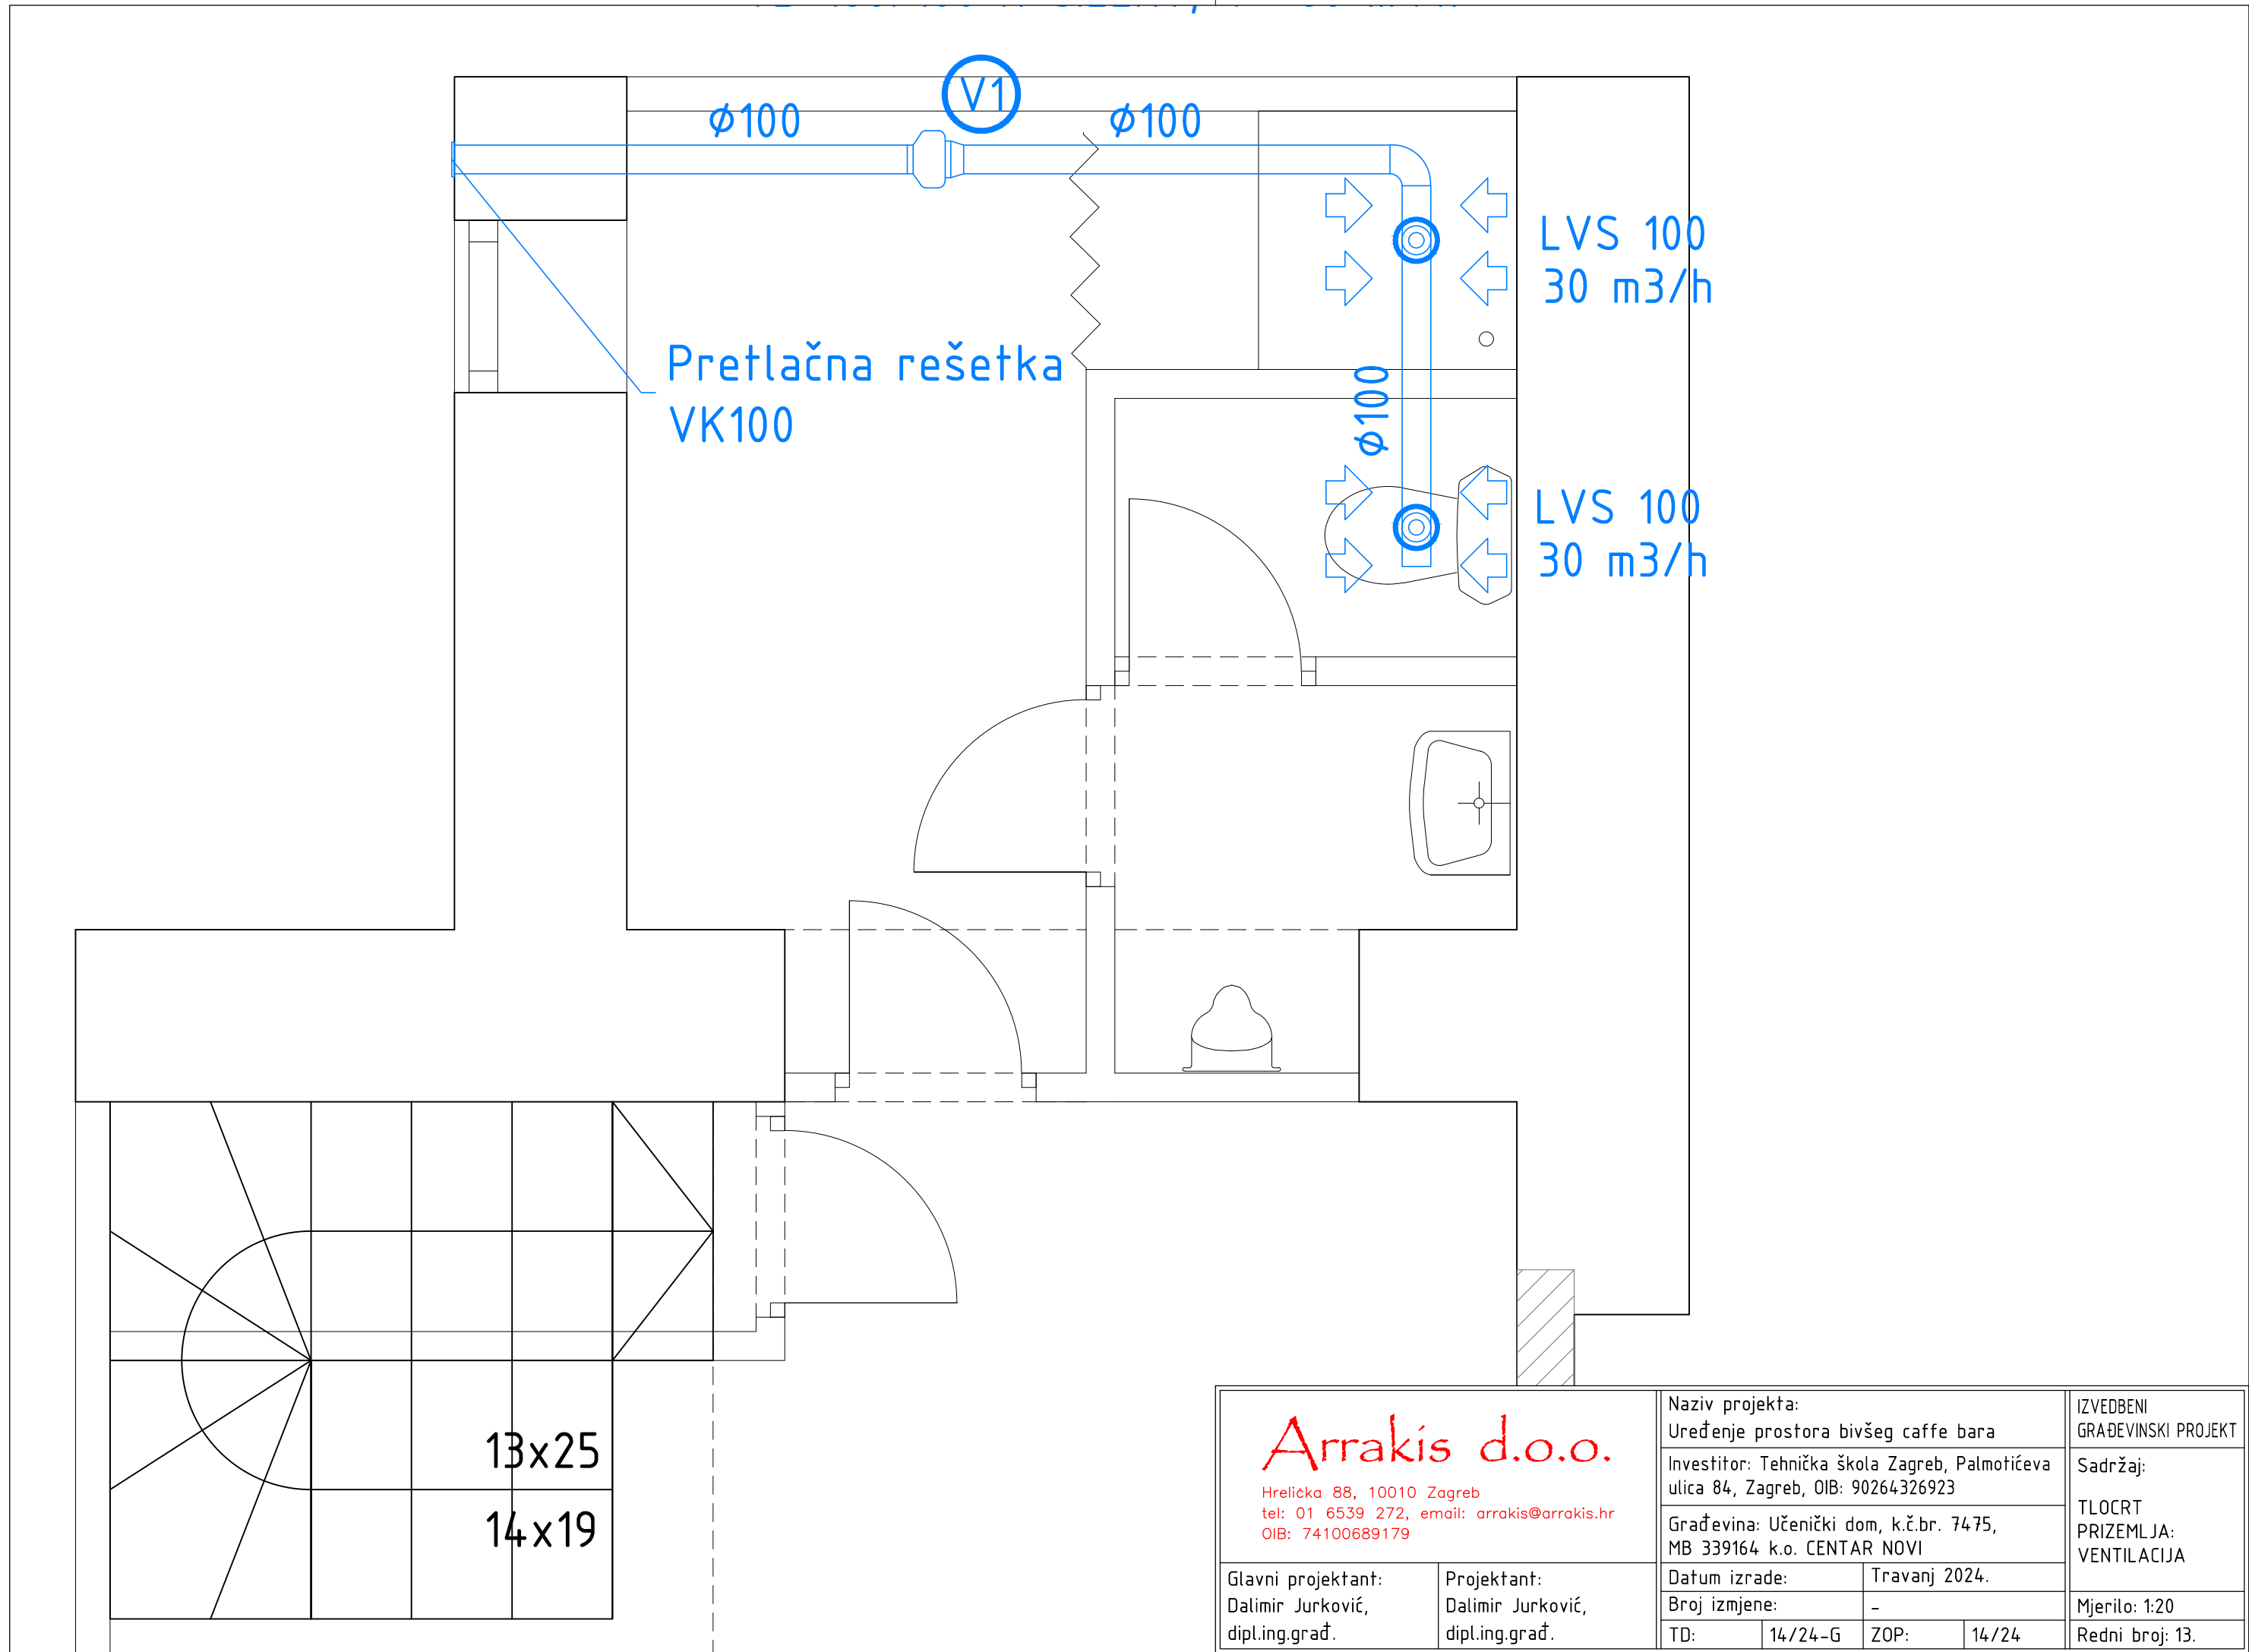 V1
ϕ100
ϕ100
LVS 100
30 m3/h
Pretlačna rešetka
VK100
ϕ100
LVS 100
30 m3/h
13x25
14x19
Arrakis d.o.o.
Hrelićka 88, 10010 Zagreb
tel: 01 6539 272, email: arrakis@arrakis.hr
OIB: 74100689179
Glavni projektant:
Dalimir Jurković,
dipl.ing.građ.
Projektant:
Dalimir Jurković,
dipl.ing.građ.
Naziv projekta:
Uređenje prostora bivšeg caffe bara
Investitor: Tehnička škola Zagreb, Palmotićeva
ulica 84, Zagreb, OIB: 90264326923
Građevina: Učenički dom, k.č.br. 7475,
MB 339164 k.o. CENTAR NOVI
Datum izrade:
Travanj 2024.
Broj izmjene:
-
TD:
14/24-G
ZOP:
14/24
IZVEDBENI
GRAĐEVINSKI PROJEKT
Sadržaj:
TLOCRT
PRIZEMLJA:
VENTILACIJA
Mjerilo: 1:20
Redni broj: 13.